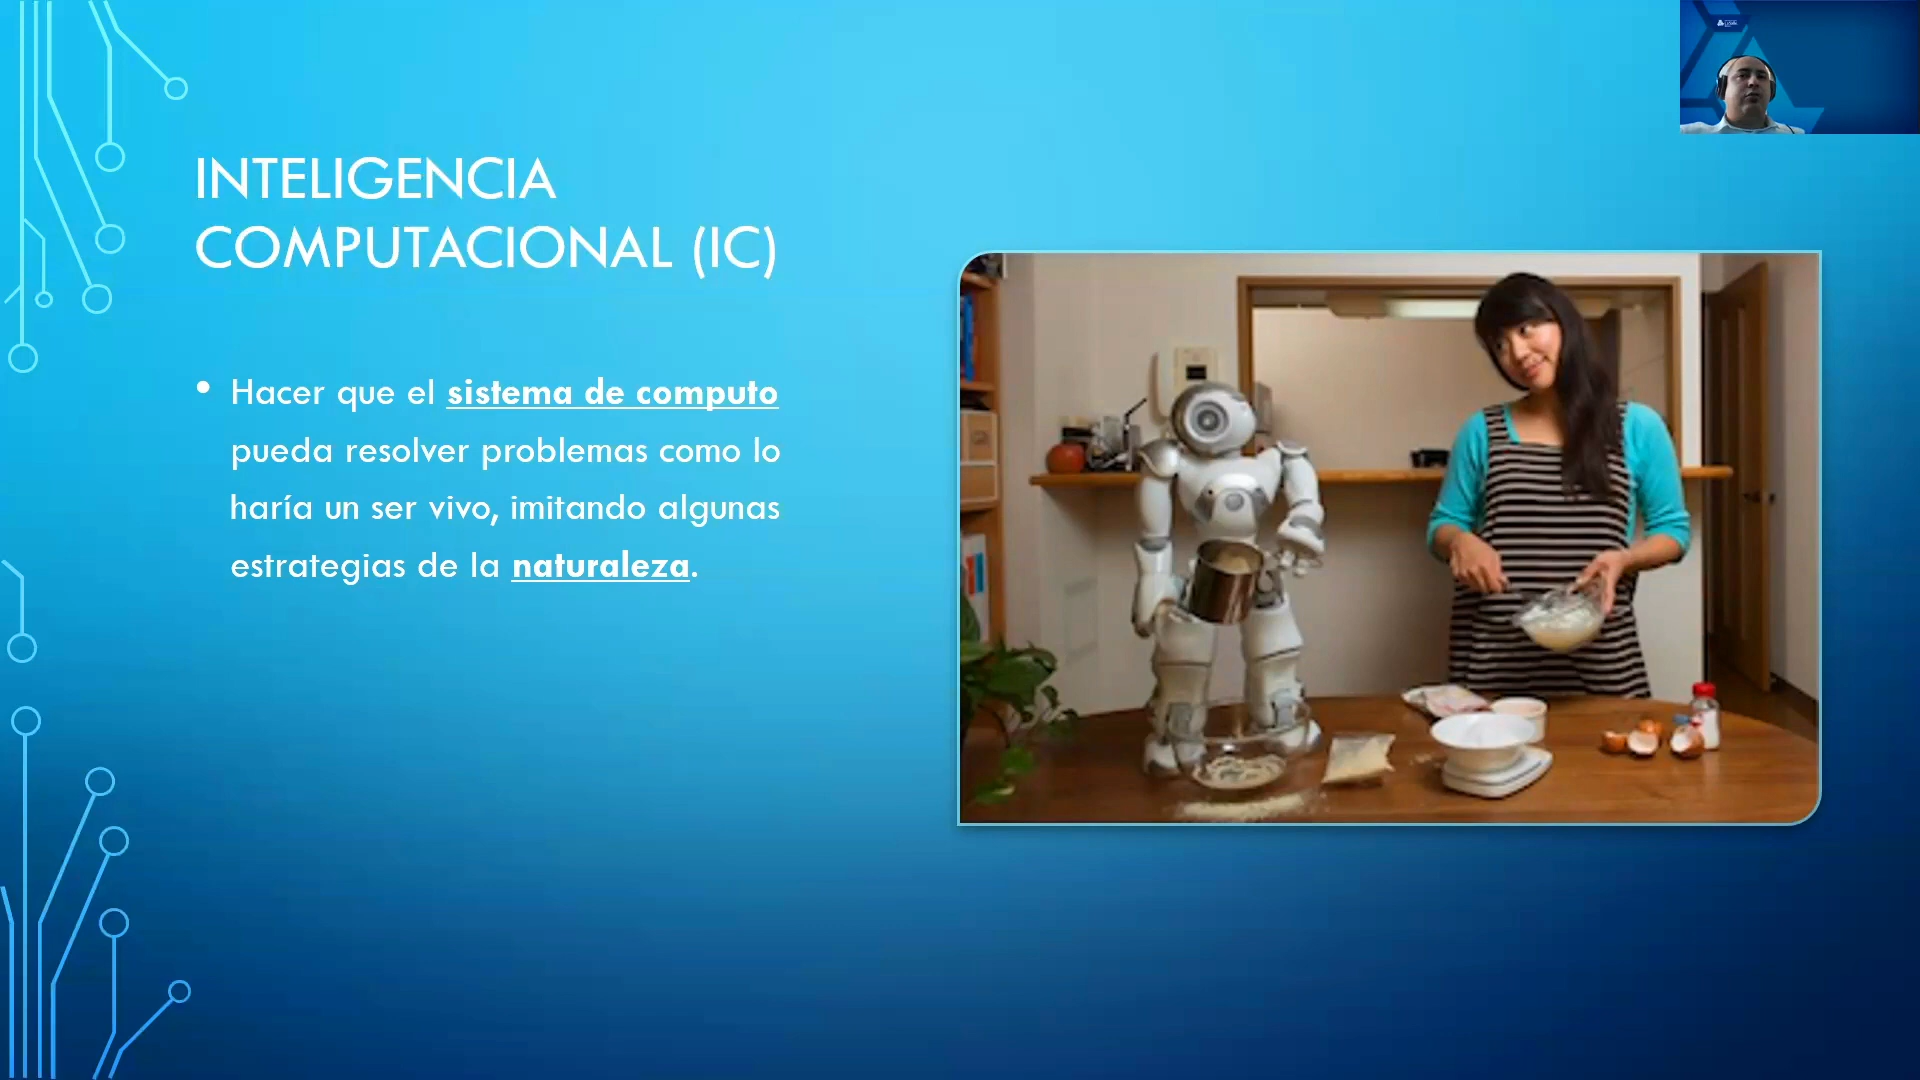 INTELIGENCIA
COMPUTACIONAL (IC)
• Hacer que el sistema de computo
pueda resolver problemas como lo
haría un ser vivo, imitando algunas
estrategias de la naturaleza.